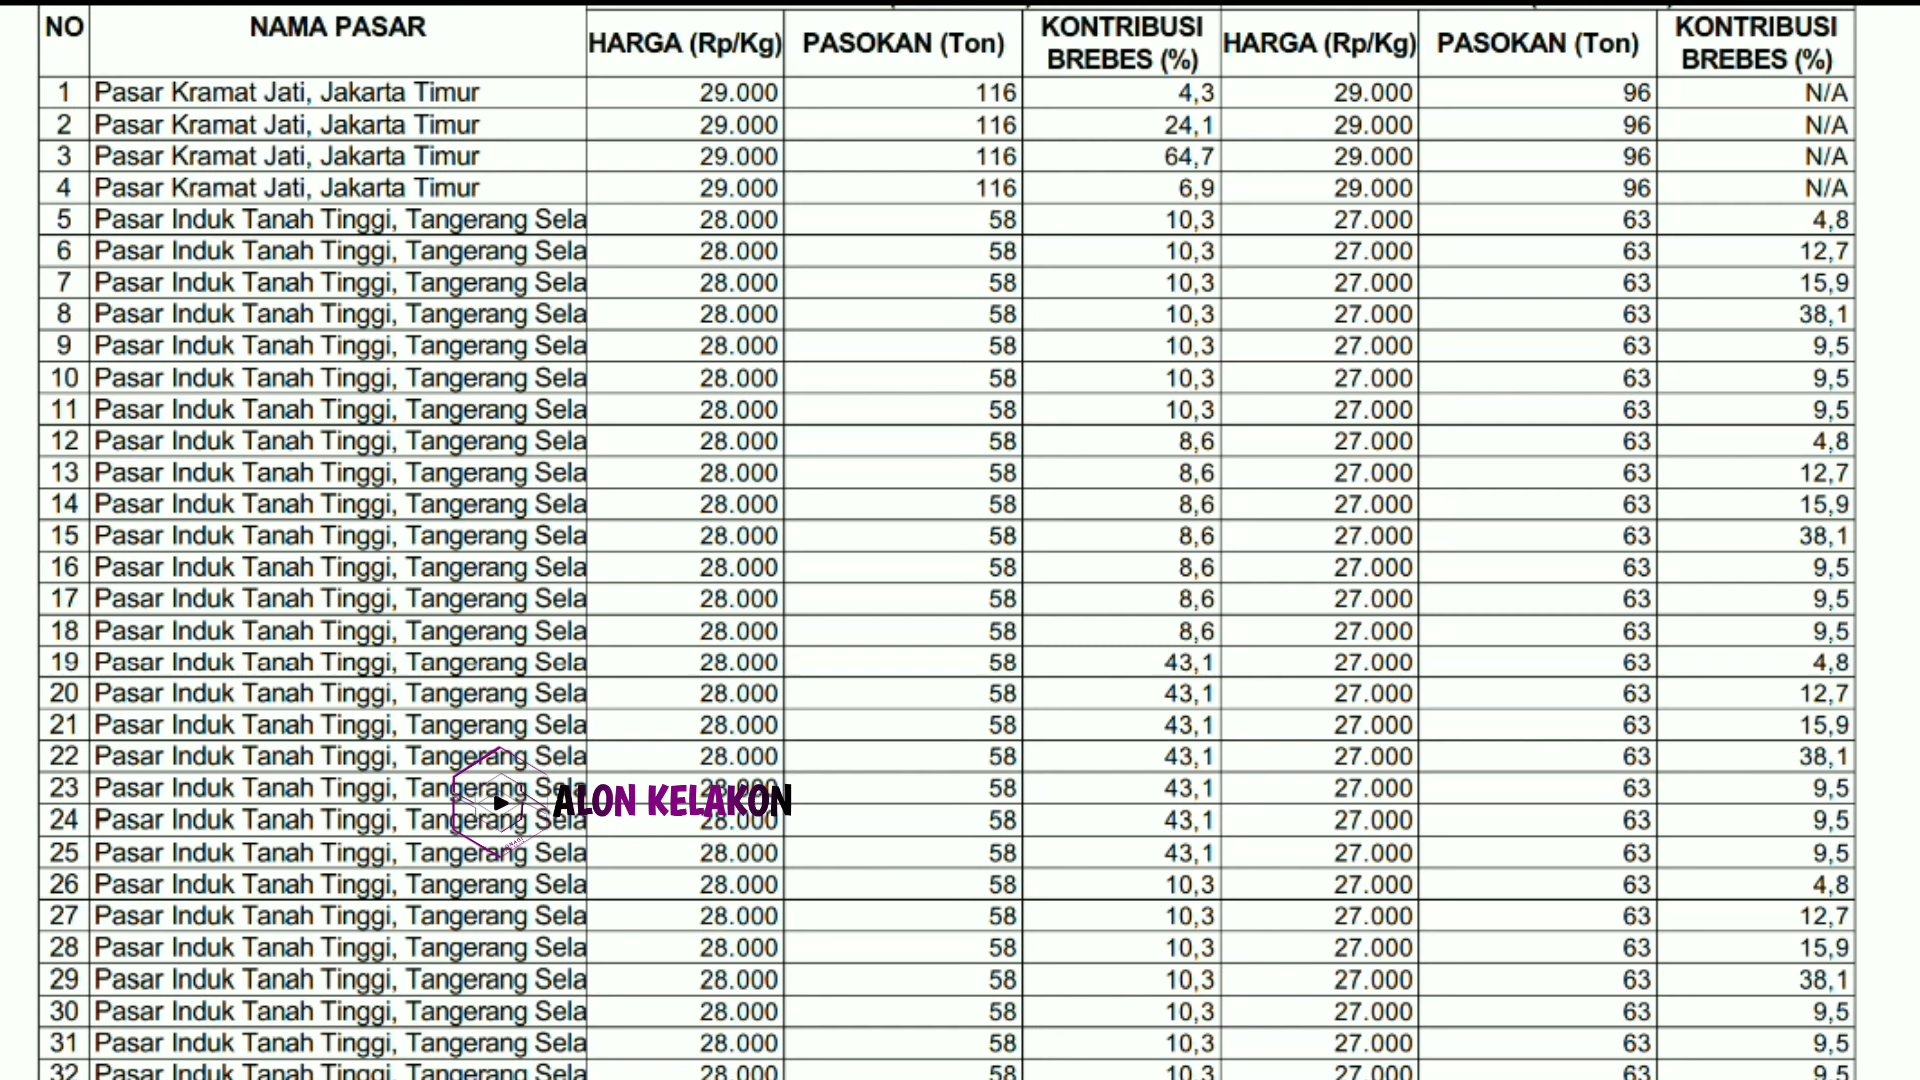 NO NAMA PASAR HARGA (Rp/Kg) PASOKAN (Ton) KONTRIBUSI BREBES (%) HARGA (Rp/Kg) PASOKAN (Ton) KONTRIBUSI BREBES (%)
1 Pasar Kramat Jati, Jakarta Timur 29.000 116 4,3 29.000 96 N/A
2 Pasar Kramat Jati, Jakarta Timur 29.000 116 24,1 29.000 96 N/A
3 Pasar Kramat Jati, Jakarta Timur 29.000 116 64,7 29.000 96 N/A
4 Pasar Kramat Jati, Jakarta Timur 29.000 116 6,9 29.000 96 N/A
5 Pasar Induk Tanah Tinggi, Tangerang Sela 28.000 58 10,3 27.000 63 4,8
6 Pasar Induk Tanah Tinggi, Tangerang Sela 28.000 58 10,3 27.000 63 12,7
7 Pasar Induk Tanah Tinggi, Tangerang Sela 28.000 58 10,3 27.000 63 15,9
8 Pasar Induk Tanah Tinggi, Tangerang Sela 28.000 58 10,3 27.000 63 38,1
9 Pasar Induk Tanah Tinggi, Tangerang Sela 28.000 58 10,3 27.000 63 9,5
10 Pasar Induk Tanah Tinggi, Tangerang Sela 28.000 58 10,3 27.000 63 9,5
11 Pasar Induk Tanah Tinggi, Tangerang Sela 28.000 58 10,3 27.000 63 9,5
12 Pasar Induk Tanah Tinggi, Tangerang Sela 28.000 58 8,6 27.000 63 4,8
13 Pasar Induk Tanah Tinggi, Tangerang Sela 28.000 58 8,6 27.000 63 12,7
14 Pasar Induk Tanah Tinggi, Tangerang Sela 28.000 58 8,6 27.000 63 15,9
15 Pasar Induk Tanah Tinggi, Tangerang Sela 28.000 58 8,6 27.000 63 38,1
16 Pasar Induk Tanah Tinggi, Tangerang Sela 28.000 58 8,6 27.000 63 9,5
17 Pasar Induk Tanah Tinggi, Tangerang Sela 28.000 58 8,6 27.000 63 9,5
18 Pasar Induk Tanah Tinggi, Tangerang Sela 28.000 58 8,6 27.000 63 9,5
19 Pasar Induk Tanah Tinggi, Tangerang Sela 28.000 58 43,1 27.000 63 4,8
20 Pasar Induk Tanah Tinggi, Tangerang Sela 28.000 58 43,1 27.000 63 12,7
21 Pasar Induk Tanah Tinggi, Tangerang Sela 28.000 58 43,1 27.000 63 15,9
22 Pasar Induk Tanah Tinggi, Tangerang Sela 28.000 58 43,1 27.000 63 38,1
23 Pasar Induk Tanah Tinggi, Tangerang Sela 28.000 58 43,1 27.000 63 9,5
ALON KELAKON
24 Pasar Induk Tanah Tinggi, Tangerang Sela 28.000 58 43,1 27.000 63 9,5
25 Pasar Induk Tanah Tinggi, Tangerang Sela 28.000 58 43,1 27.000 63 9,5
26 Pasar Induk Tanah Tinggi, Tangerang Sela 28.000 58 10,3 27.000 63 4,8
27 Pasar Induk Tanah Tinggi, Tangerang Sela 28.000 58 10,3 27.000 63 12,7
28 Pasar Induk Tanah Tinggi, Tangerang Sela 28.000 58 10,3 27.000 63 15,9
29 Pasar Induk Tanah Tinggi, Tangerang Sela 28.000 58 10,3 27.000 63 38,1
30 Pasar Induk Tanah Tinggi, Tangerang Sela 28.000 58 10,3 27.000 63 9,5
31 Pasar Induk Tanah Tinggi, Tangerang Sela 28.000 58 10,3 27.000 63 9,5
32 Pasar Induk Tanah Tinggi, Tangerang Sela 28.000 58 10,3 27.000 63 9,5